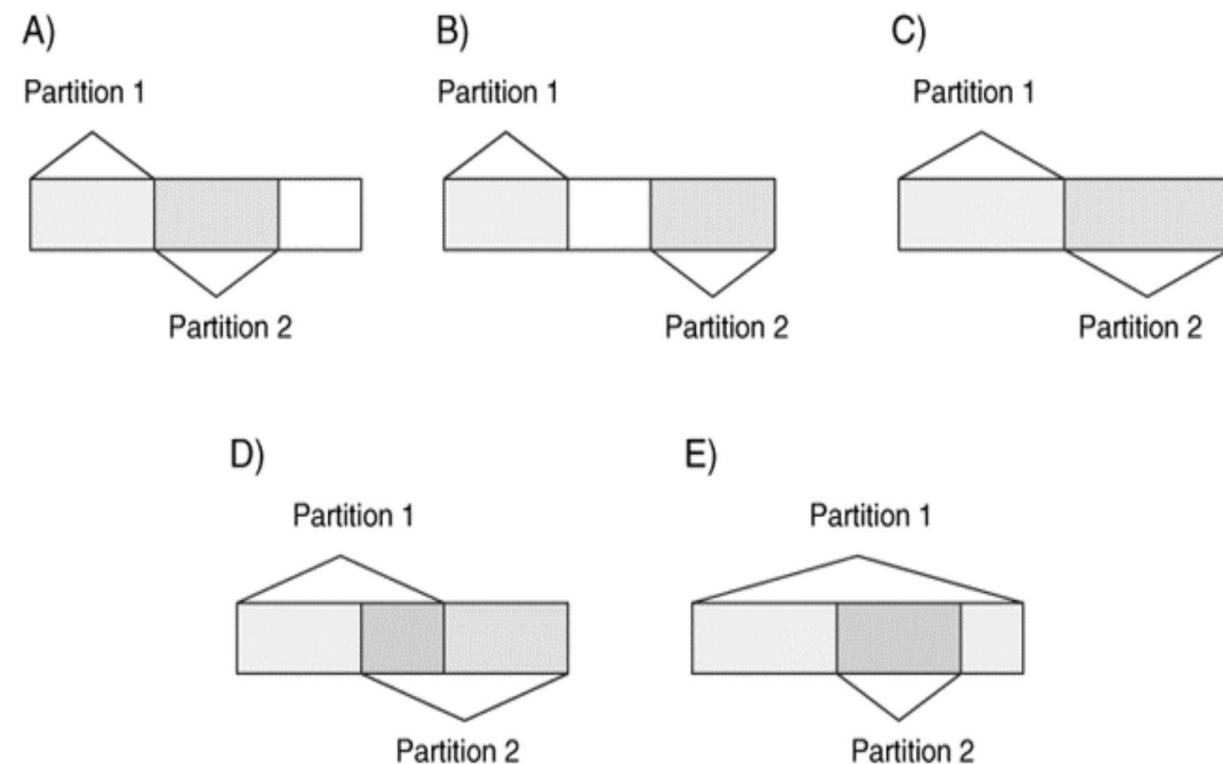 A)
B)
C)
Partition 1
Partition 1
Partition 1
Partition 2
Partition 2
Partition 2
D)
E)
Partition 1
Partition 1
Partition 2
Partition 2